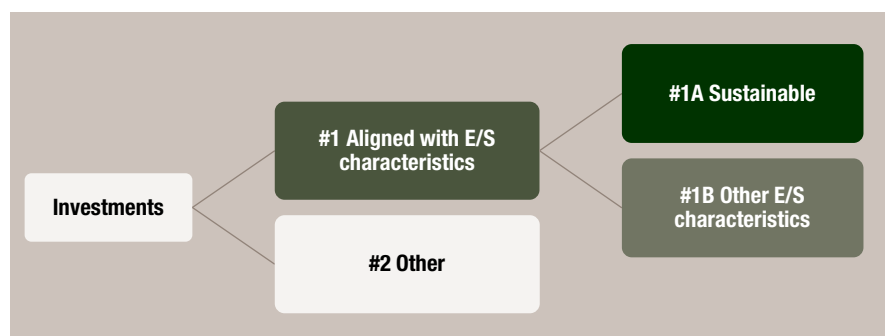 Investments
#1 Aligned with E/S
characteristics
#2 Other
#1A Sustainable
#1B Other E/S
characteristics